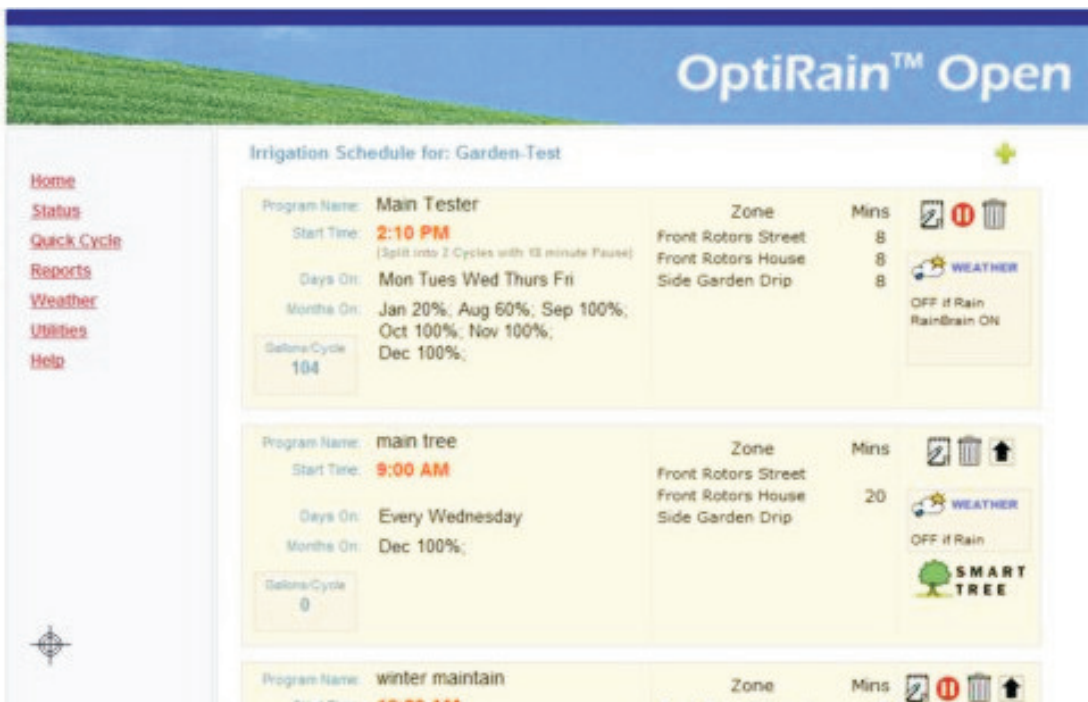 OptiRain™ Open
Home
Status
Quick Cycle
Reports
Weather
Utilities
Help
Irrigation Schedule for: Garden-Test
Program Name: Main Tester
Start Time: 2:10 PM
(Split into 2 Cycles with minute Pause)
Days On: Mon Tues Wed Thurs Fri
Months On: Jan 20%; Aug 60%; Sep 100%;
Oct 100%; Nov 100%;
Dec 100%;
Gallons/Cycle
104
Zone Mins
Front Rotors Street 8
Front Rotors House 8
Side Garden Drip 8
WEATHER
OFF if Rain
RainBrain ON
Program Name: main tree
Start Time: 9:00 AM
Days On: Every Wednesday
Months On: Dec 100%;
Gallons/Cycle
0
Zone Mins
Front Rotors Street
Front Rotors House 20
Side Garden Drip
WEATHER
OFF if Rain
SMART
TREE
Program Name: winter maintain
Zone Mins